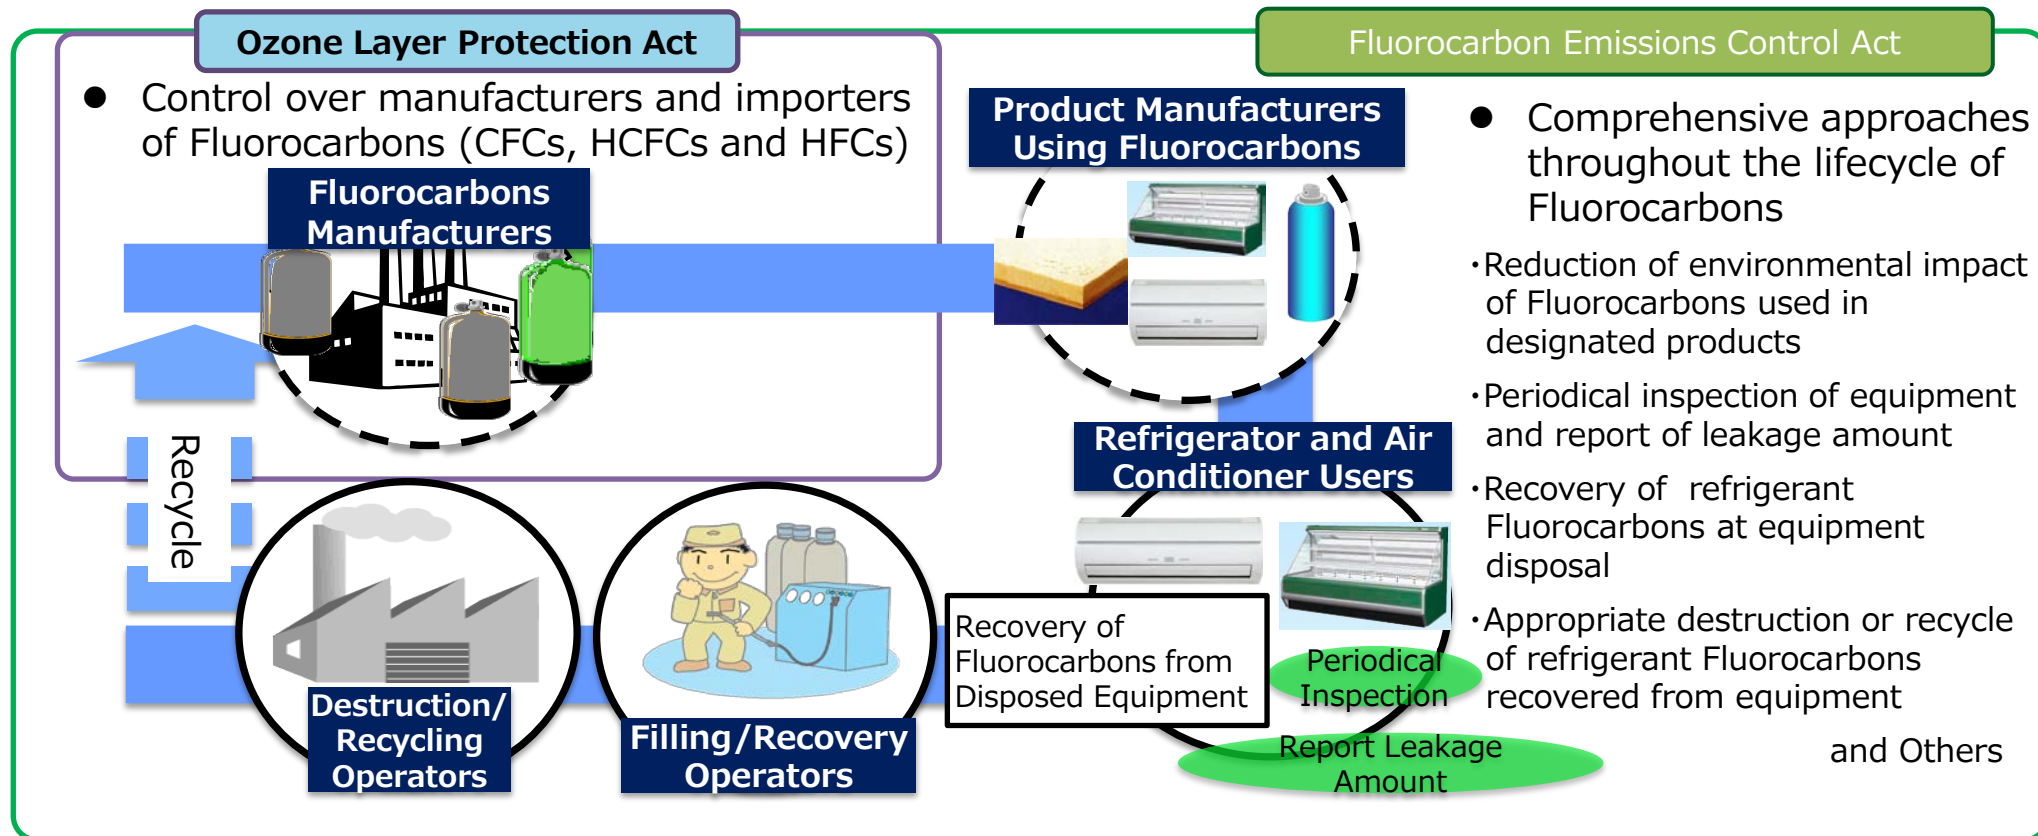 Ozone Layer Protection Act
Fluorocarbon Emissions Control Act
● Control over manufacturers and importers
of Fluorocarbons (CFCs, HCFCs and HFCs)
Fluorocarbons
Manufacturers
Product Manufacturers
Using Fluorocarbons
Refrigerator and Air
Conditioner Users
Recycle
Destruction/
Recycling
Operators
Filling/Recovery
Operators
Recovery of
Fluorocarbons from
Disposed Equipment
Periodical
Inspection
Report Leakage
Amount
● Comprehensive approaches
throughout the lifecycle of
Fluorocarbons
・Reduction of environmental impact
of Fluorocarbons used in
designated products
・Periodical inspection of equipment
and report of leakage amount
・Recovery of refrigerant
Fluorocarbons at equipment
disposal
・Appropriate destruction or recycle
of refrigerant Fluorocarbons
recovered from equipment
and Others